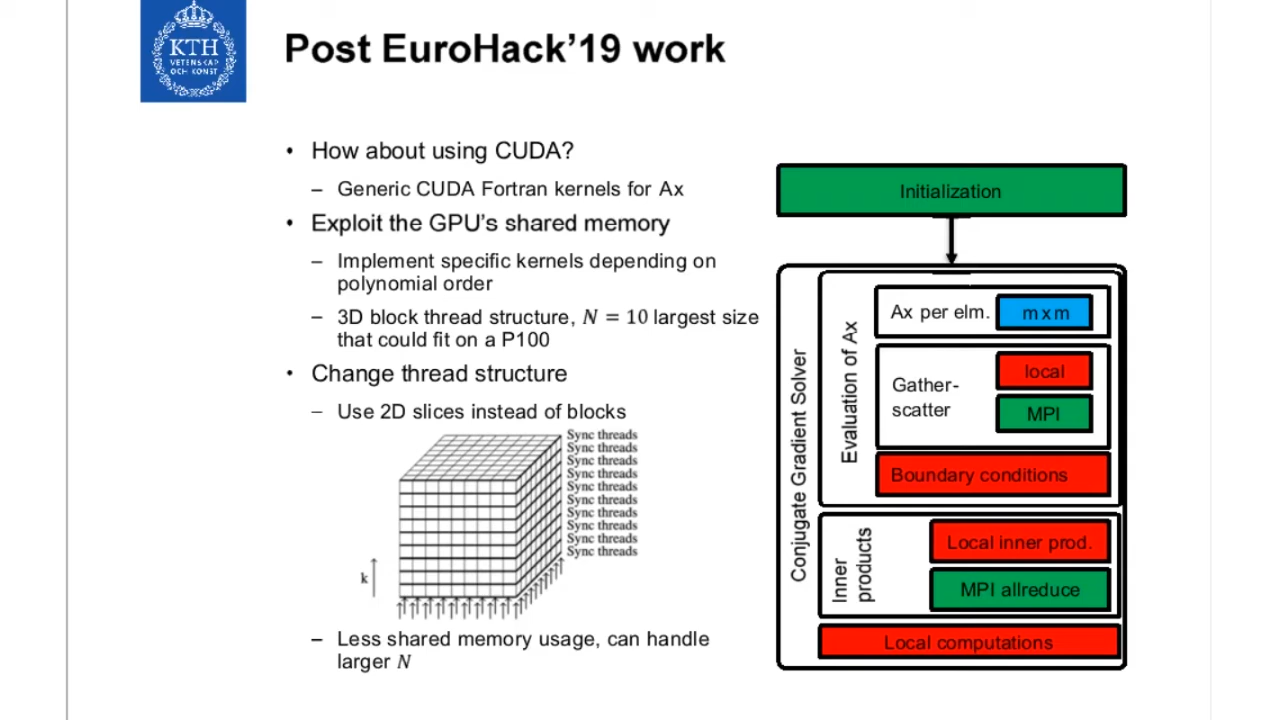 KTH
VETENSKAP
OCH KONST
Post EuroHack’19 work
• How about using CUDA?
– Generic CUDA Fortran kernels for Ax
• Exploit the GPU’s shared memory
– Implement specific kernels depending on
polynomial order
– 3D block thread structure, N = 10 largest size
that could fit on a P100
• Change thread structure
– Use 2D slices instead of blocks
Sync threads
Sync threads
Sync threads
Sync threads
Sync threads
Sync threads
Sync threads
Sync threads
Sync threads
Sync threads
k
– Less shared memory usage, can handle
larger N
Initialization
Conjugate Gradient Solver
Evaluation of Ax
Ax per elm.
m x m
Gather-
scatter
local
MPI
Boundary conditions
Inner
products
Local inner prod.
MPI allreduce
Local computations